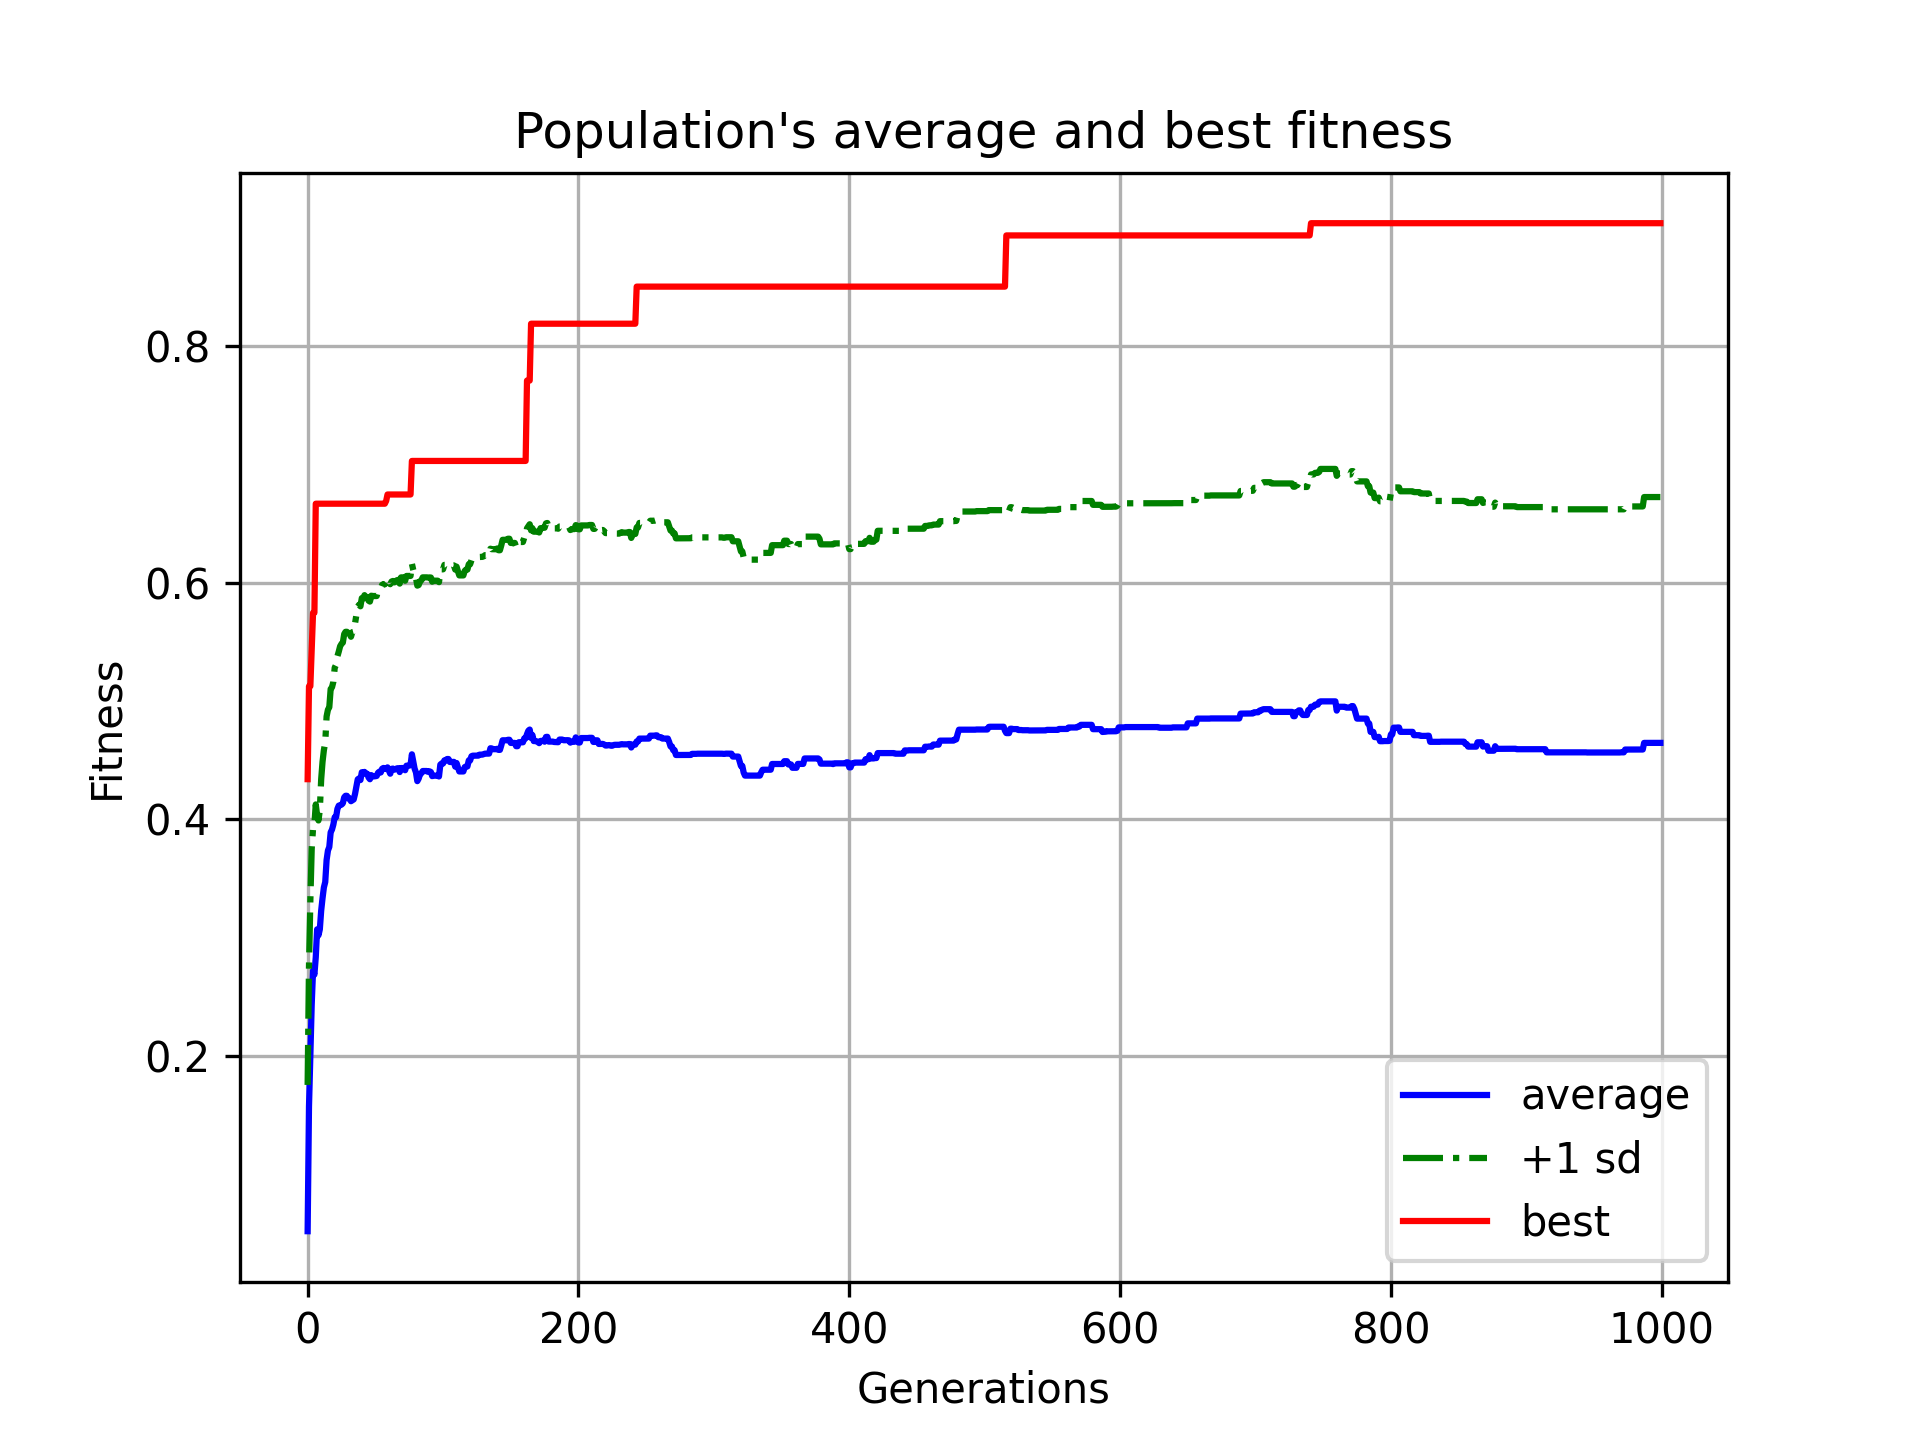 Population's average and best fitness
Fitness
0.8
0.6
0.4
0.2
0 200 400 600 800 1000
Generations
average
+1 sd
best